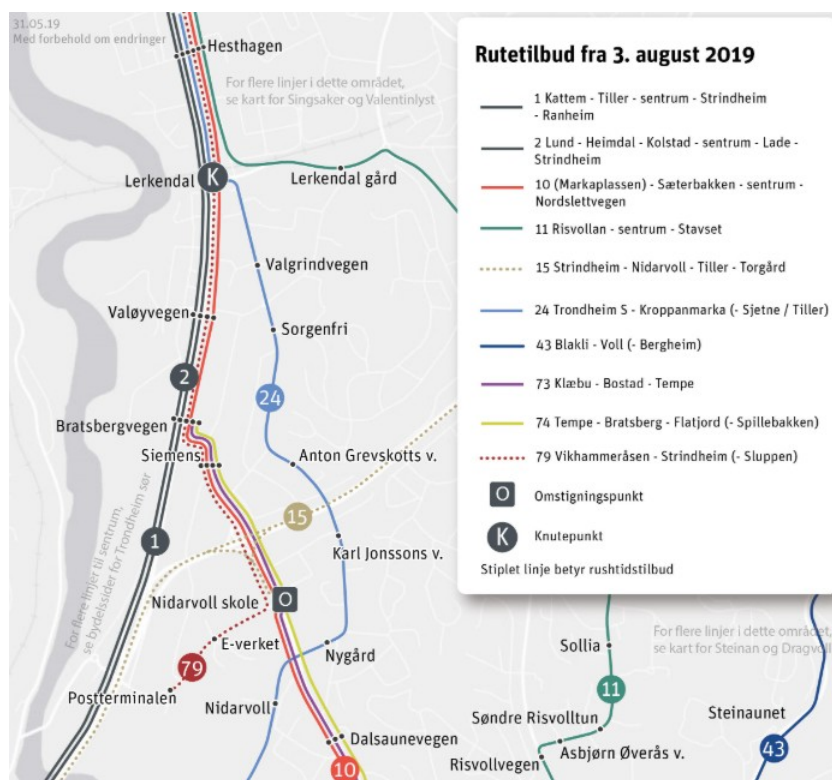 31.05.19
Med forbehold om endringer
Hesthagen
For flere linjer i dette området,
se kart for Singsaker og Valentinlyst
Lerkendal
K
Lerkendal gård
Valgrindvegen
Valøyvegen
Sorgenfri
2
24
Bratsbergvegen
Siemens
Anton Grevskotts v.
15
1
Karl Jonssons v.
For flere linjer til sentrum,
se bydelssider for Trondheim sør
Nidarvoll skole
O
E-verket
Nygård
79
Postterminalen
Nidarvoll
Dalsaunevegen
10
Rutetilbud fra 3. august 2019
1 Kattem - Tiller - sentrum - Strindheim
- Ranheim
2 Lund - Heimdal - Kolstad - sentrum - Lade -
Strindheim
10 (Markaplassen) - Sæterbakken - sentrum -
Nordslettvegen
11 Risvollan - sentrum - Stavset
15 Strindheim - Nidarvoll - Tiller - Torgård
24 Trondheim S - Kroppanmarka (- Sjetne / Tiller)
43 Blakli - Voll (- Bergheim)
73 Klæbu - Bostad - Tempe
74 Tempe - Bratsberg - Flatjord (- Spillebakken)
79 Vikhammeråsen - Strindheim (- Sluppen)
O Omstigningspunkt
K Knutepunkt
Stiplet linje betyr rushtidstilbud
For flere linjer i dette området,
se kart for Steinan og Dragvoll
Sollia
11
Søndre Risvolltun
Steinaunet
Asbjørn Øverås v.
43
Risvollvegen